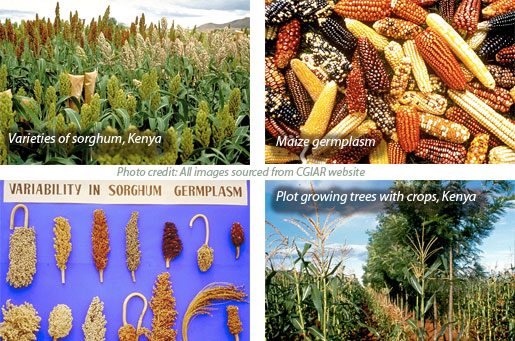 Varieties of sorghum, Kenya
Maize germplasm
Photo credit: All images sourced from CGIAR website
VARIABILITY IN SORGHUM GERMPLASM
Plot growing trees with crops, Kenya